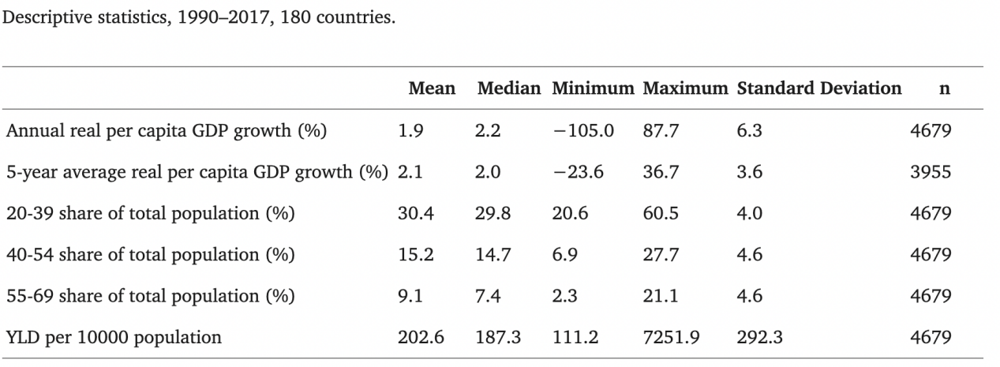 Descriptive statistics, 1990–2017, 180 countries.
Mean Median Minimum Maximum Standard Deviation n
Annual real per capita GDP growth (%) 1.9 2.2 −105.0 87.7 6.3 4679
5-year average real per capita GDP growth (%) 2.1 2.0 −23.6 36.7 3.6 3955
20-39 share of total population (%) 30.4 29.8 20.6 60.5 4.0 4679
40-54 share of total population (%) 15.2 14.7 6.9 27.7 4.6 4679
55-69 share of total population (%) 9.1 7.4 2.3 21.1 4.6 4679
YLD per 10000 population 202.6 187.3 111.2 7251.9 292.3 4679